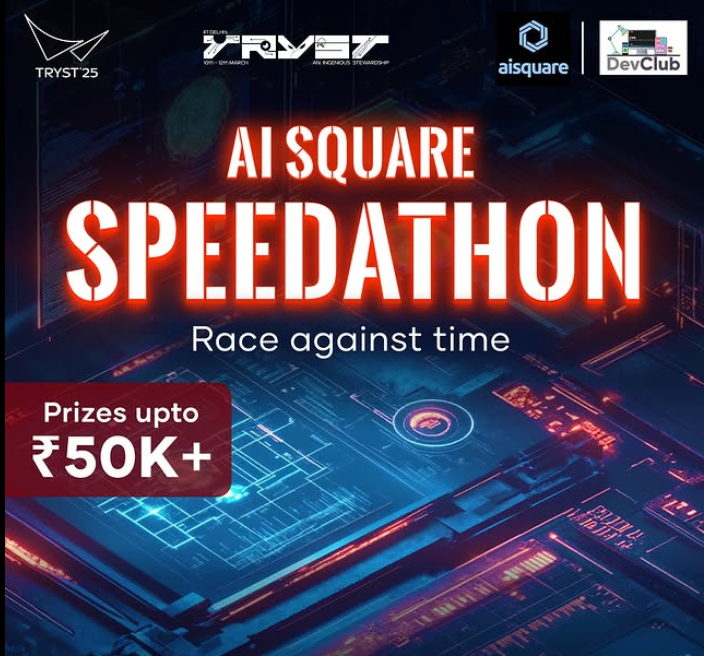 TRYST'25
IIT DELHI's
TRYST
10th - 12th MARCH
AN INGENIOUS STEWARDSHIP
aisquare
DevClub
AI SQUARE
SPEEDATHON
Race against time
Prizes upto
₹50K+